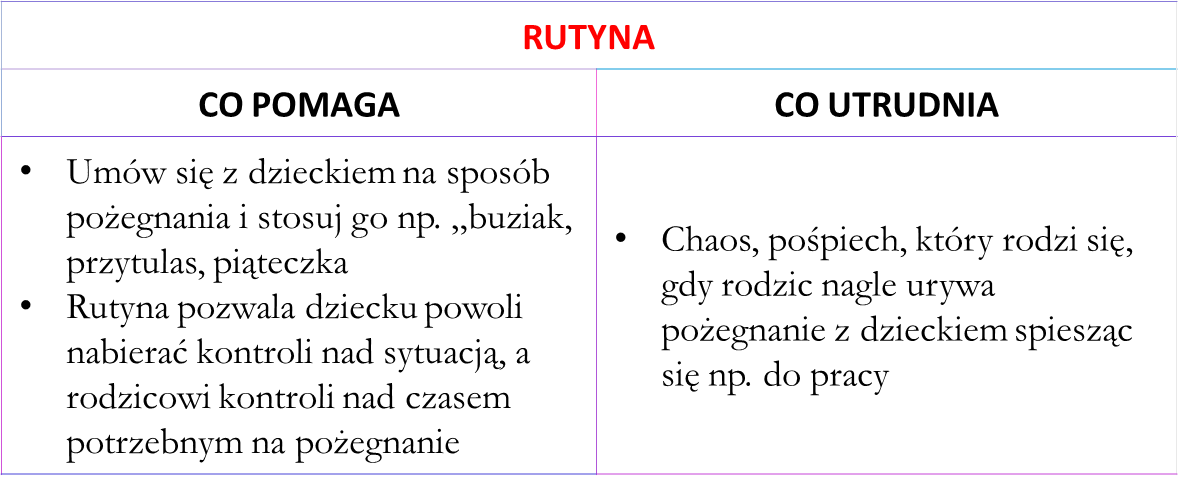 RUTYNA
CO POMAGA
CO UTRUDNIA
• Umów się z dzieckiem na sposób
pożegnania i stosuj go np. „buziak,
przytulas, piąteczka
• Rutyna pozwala dziecku powoli
nabierać kontroli nad sytuacją, a
rodzicowi kontroli nad czasem
potrzebnym na pożegnanie
• Chaos, pośpiech, który rodzi się,
gdy rodzic nagle urywa
pożegnanie z dzieckiem spiesząc
się np. do pracy